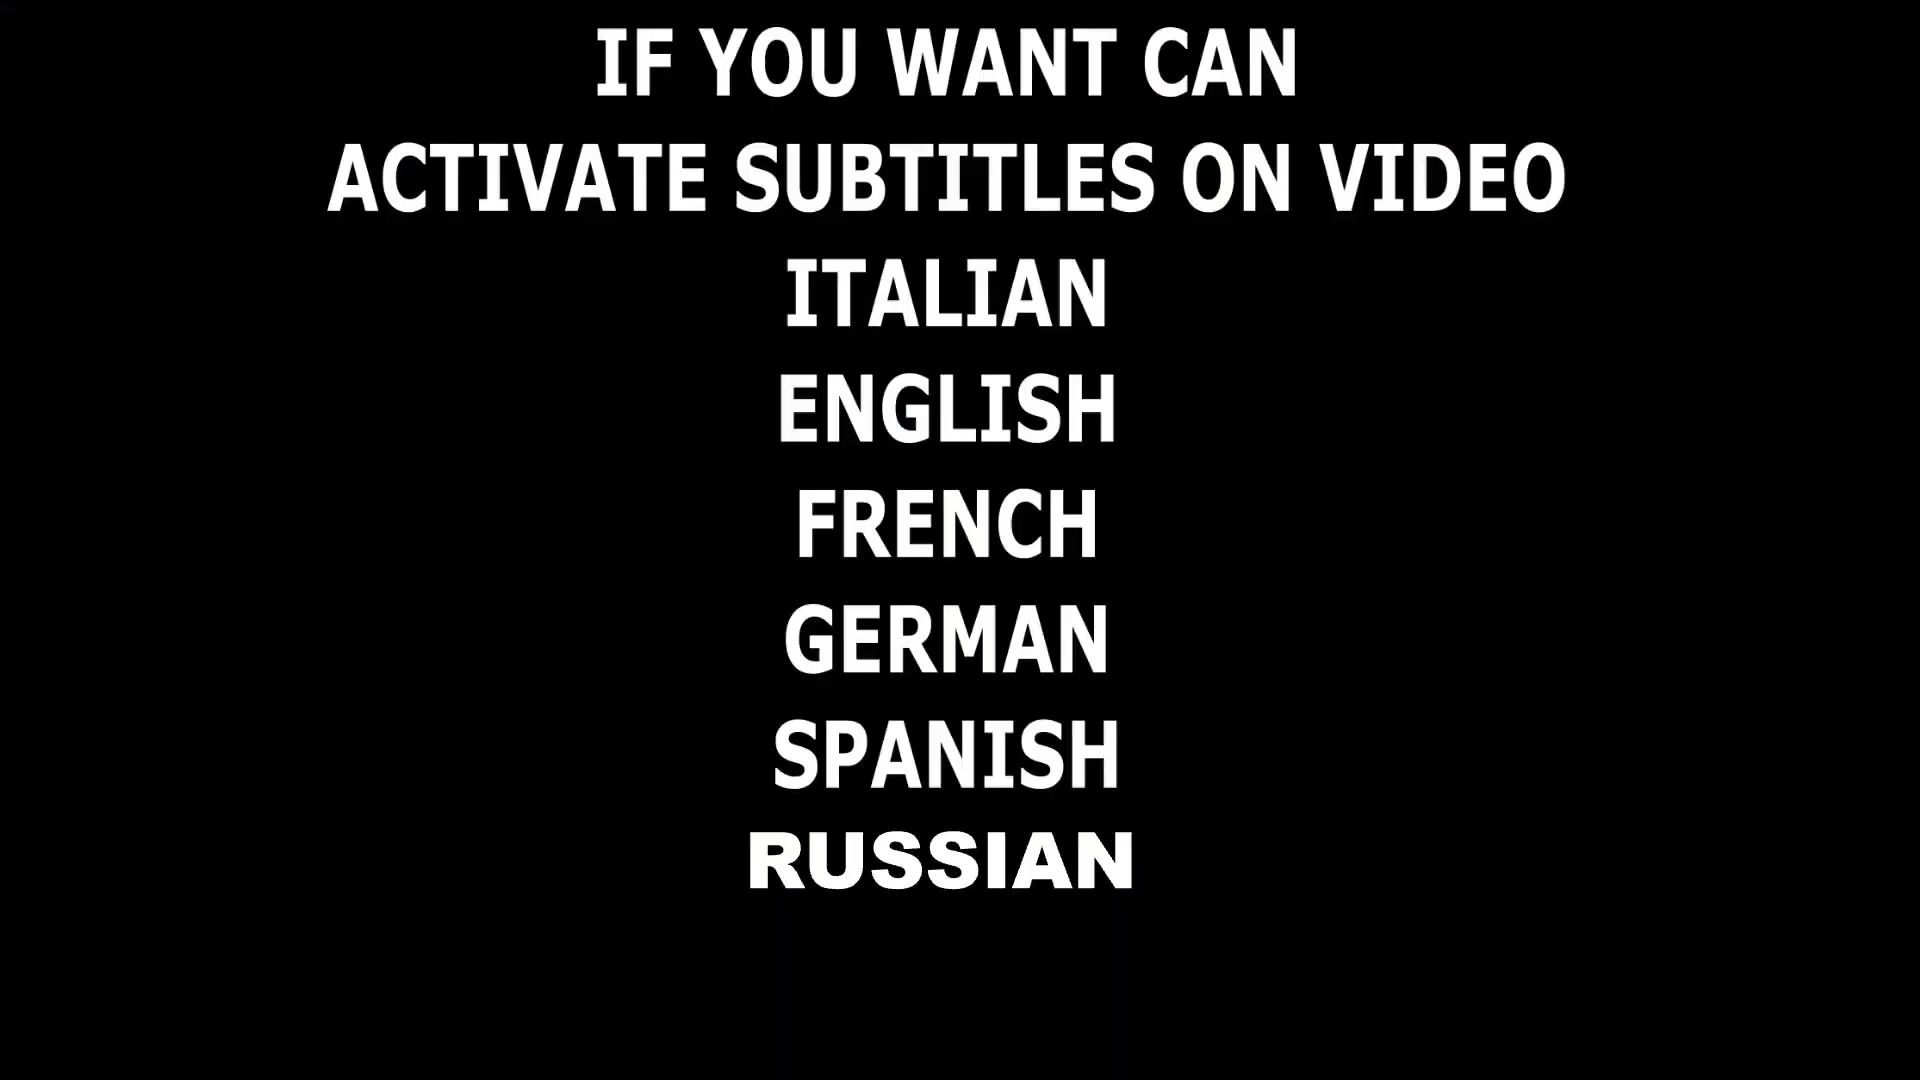 IF YOU WANT CAN
ACTIVATE SUBTITLES ON VIDEO
ITALIAN
ENGLISH
FRENCH
GERMAN
SPANISH
RUSSIAN